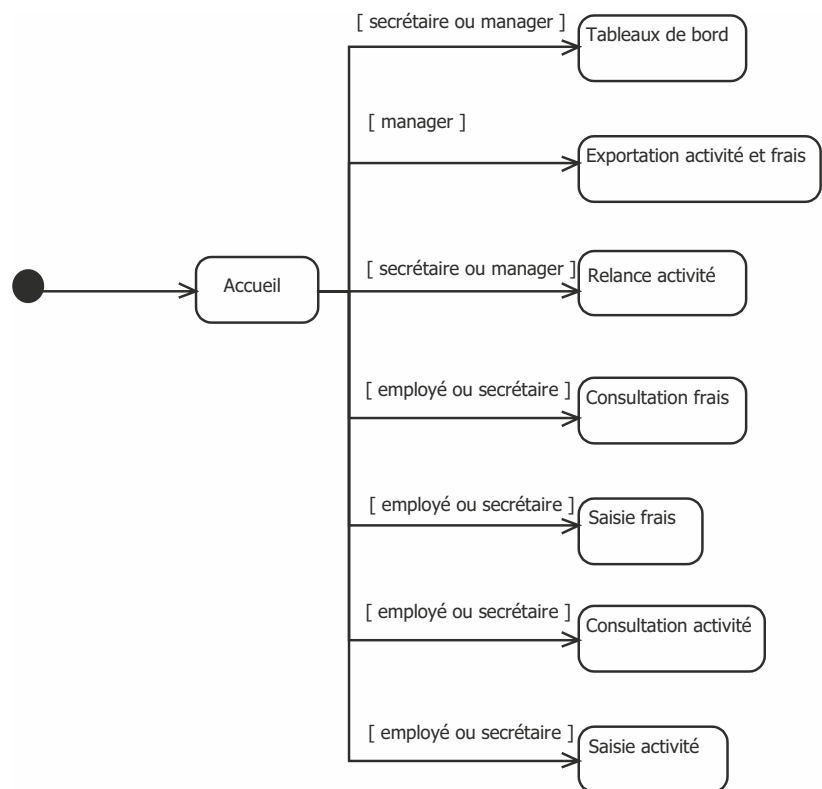 [ secrétaire ou manager ]
Tableaux de bord
[ manager ]
Exportation activité et frais
[ secrétaire ou manager ]
Relance activité
Accueil
[ employé ou secrétaire ]
Consultation frais
[ employé ou secrétaire ]
Saisie frais
[ employé ou secrétaire ]
Consultation activité
[ employé ou secrétaire ]
Saisie activité